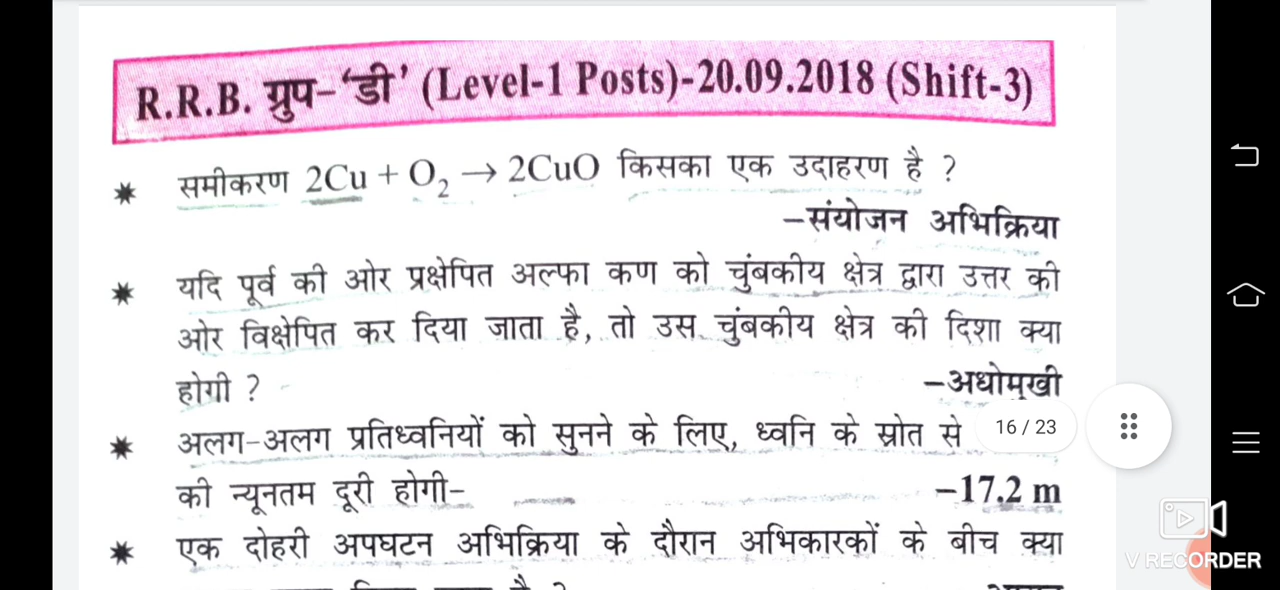 R.R.B. ग्रुप-'डी' (Level-1 Posts)-20.09.2018 (Shift-3)
✷ समीकरण 2Cu + O₂ → 2CuO किसका एक उदाहरण है ?
–संयोजन अभिक्रिया
✷ यदि पूर्व की ओर प्रक्षेपित अल्फा कण को चुंबकीय क्षेत्र द्वारा उत्तर की
ओर विक्षेपित कर दिया जाता है, तो उस चुंबकीय क्षेत्र की दिशा क्या
होगी ? –अधोमुखी
✷ अलग-अलग प्रतिध्वनियों को सुनने के लिए, ध्वनि के स्रोत से
16 / 23
की न्यूनतम दूरी होगी– –17.2 m
✷ एक दोहरी अपघटन अभिक्रिया के दौरान अभिकारकों के बीच क्या
V RECORDER